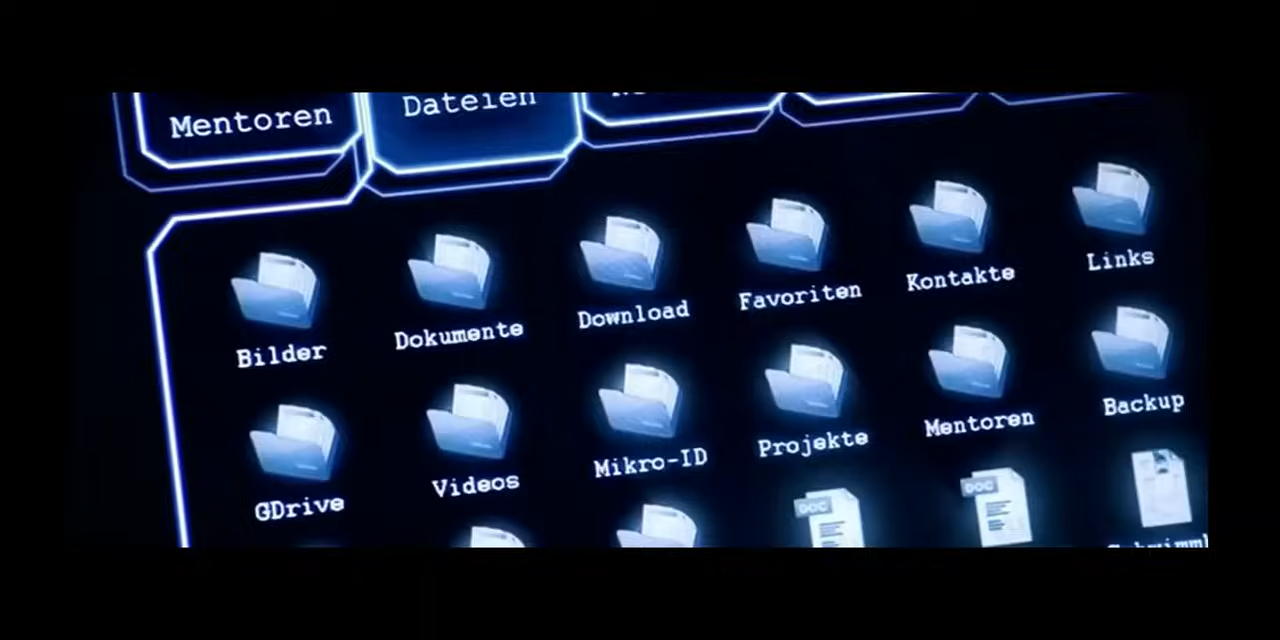 Mentoren
Dateien
Bilder
Dokumente
Download
Favoriten
Kontakte
Links
GDrive
Videos
Mikro-ID
Projekte
Mentoren
Backup
DOC
DOC